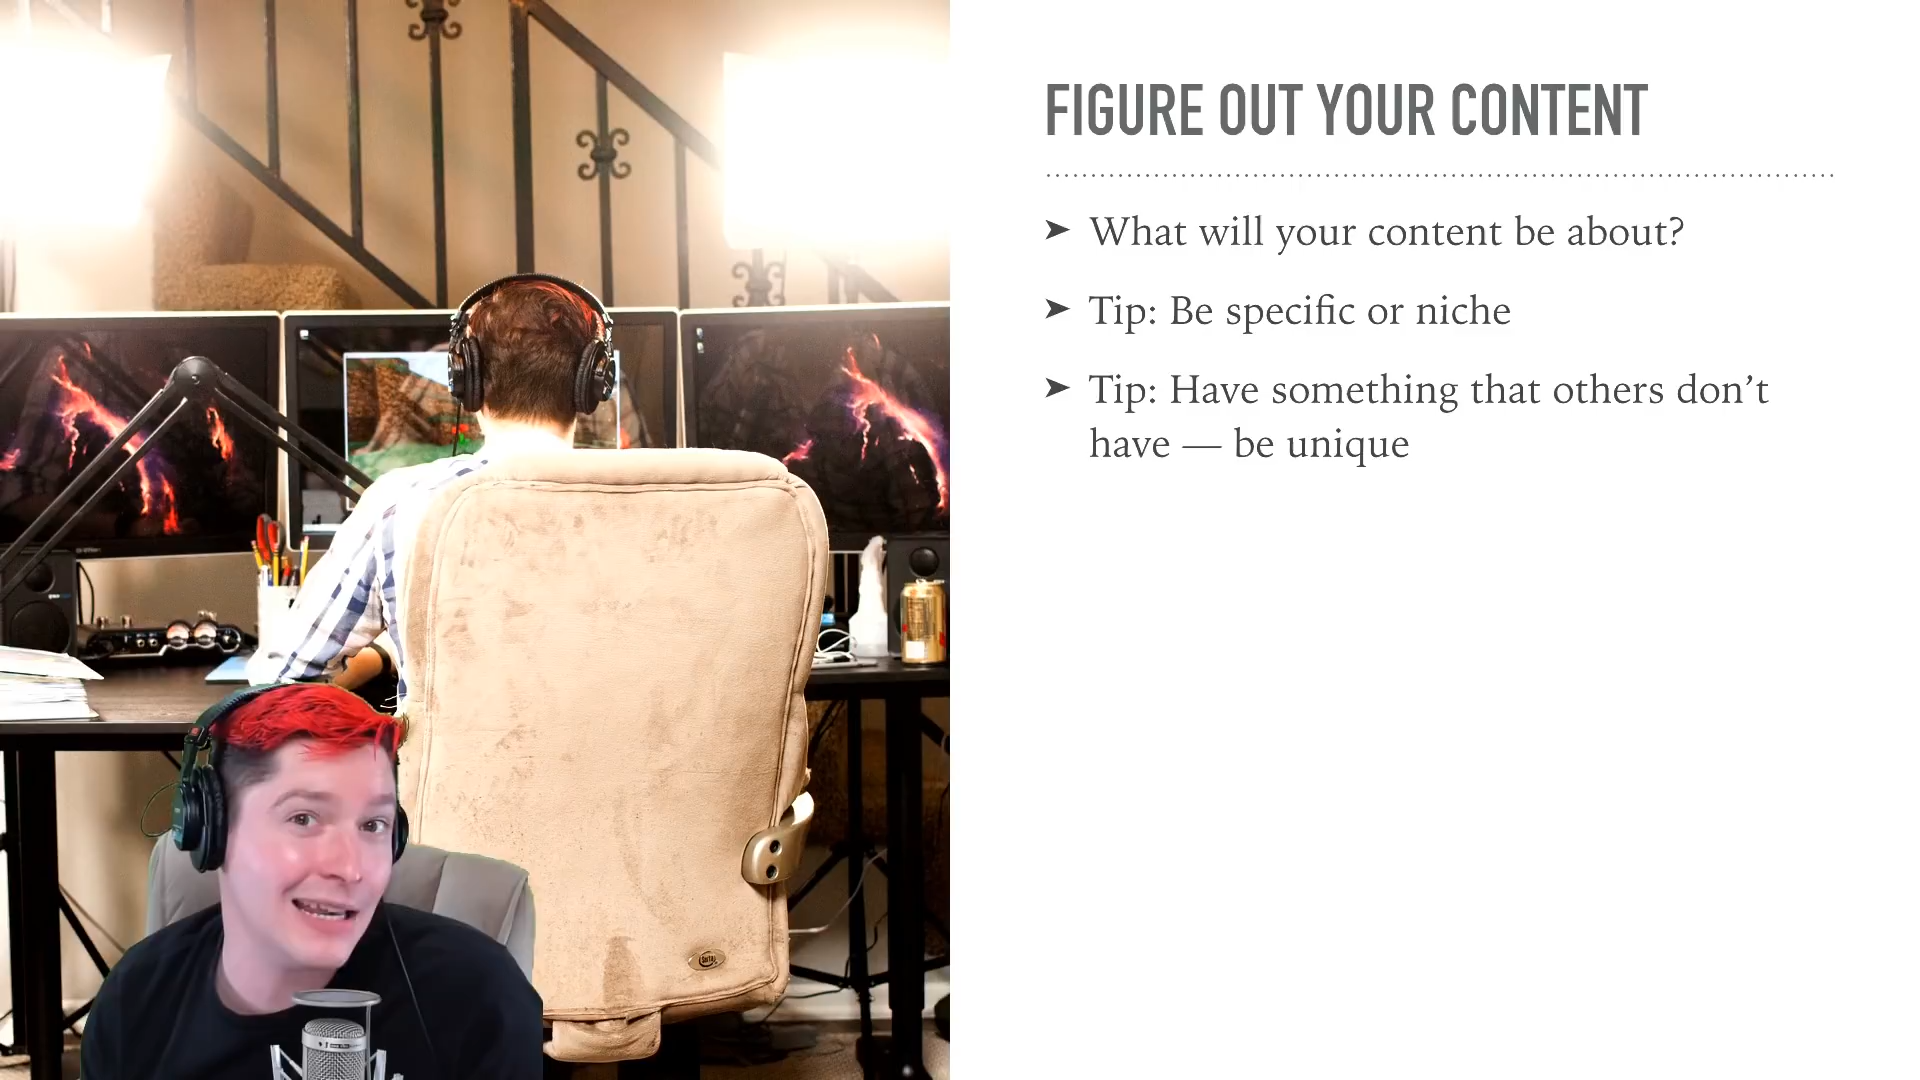 FIGURE OUT YOUR CONTENT
➤ What will your content be about?
➤ Tip: Be specific or niche
➤ Tip: Have something that others don’t
have — be unique